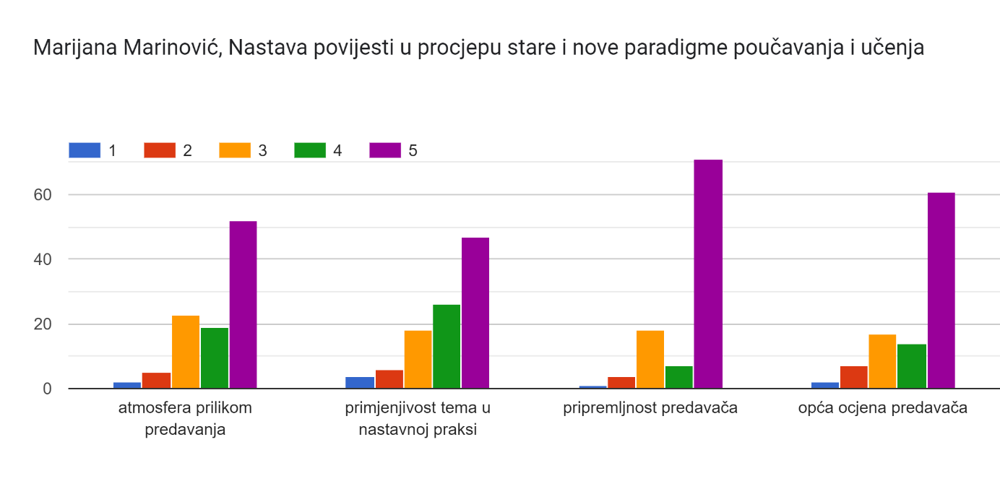 Marijana Marinović, Nastava povijesti u procjepu stare i nove paradigme poučavanja i učenja
1 2 3 4 5
60
40
20
0
atmosfera prilikom predavanja
primjenjivost tema u nastavnoj praksi
pripremljnost predavača
opća ocjena predavača